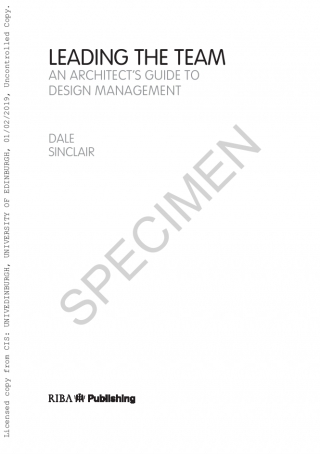 LEADING THE TEAM
AN ARCHITECT'S GUIDE TO
DESIGN MANAGEMENT
DALE
SINCLAIR
SPECIMEN
RIBA Publishing
Licensed copy from CIS: UNIVEDINBURGH, UNIVERSITY OF EDINBURGH, 01/02/2019, Uncontrolled Copy.